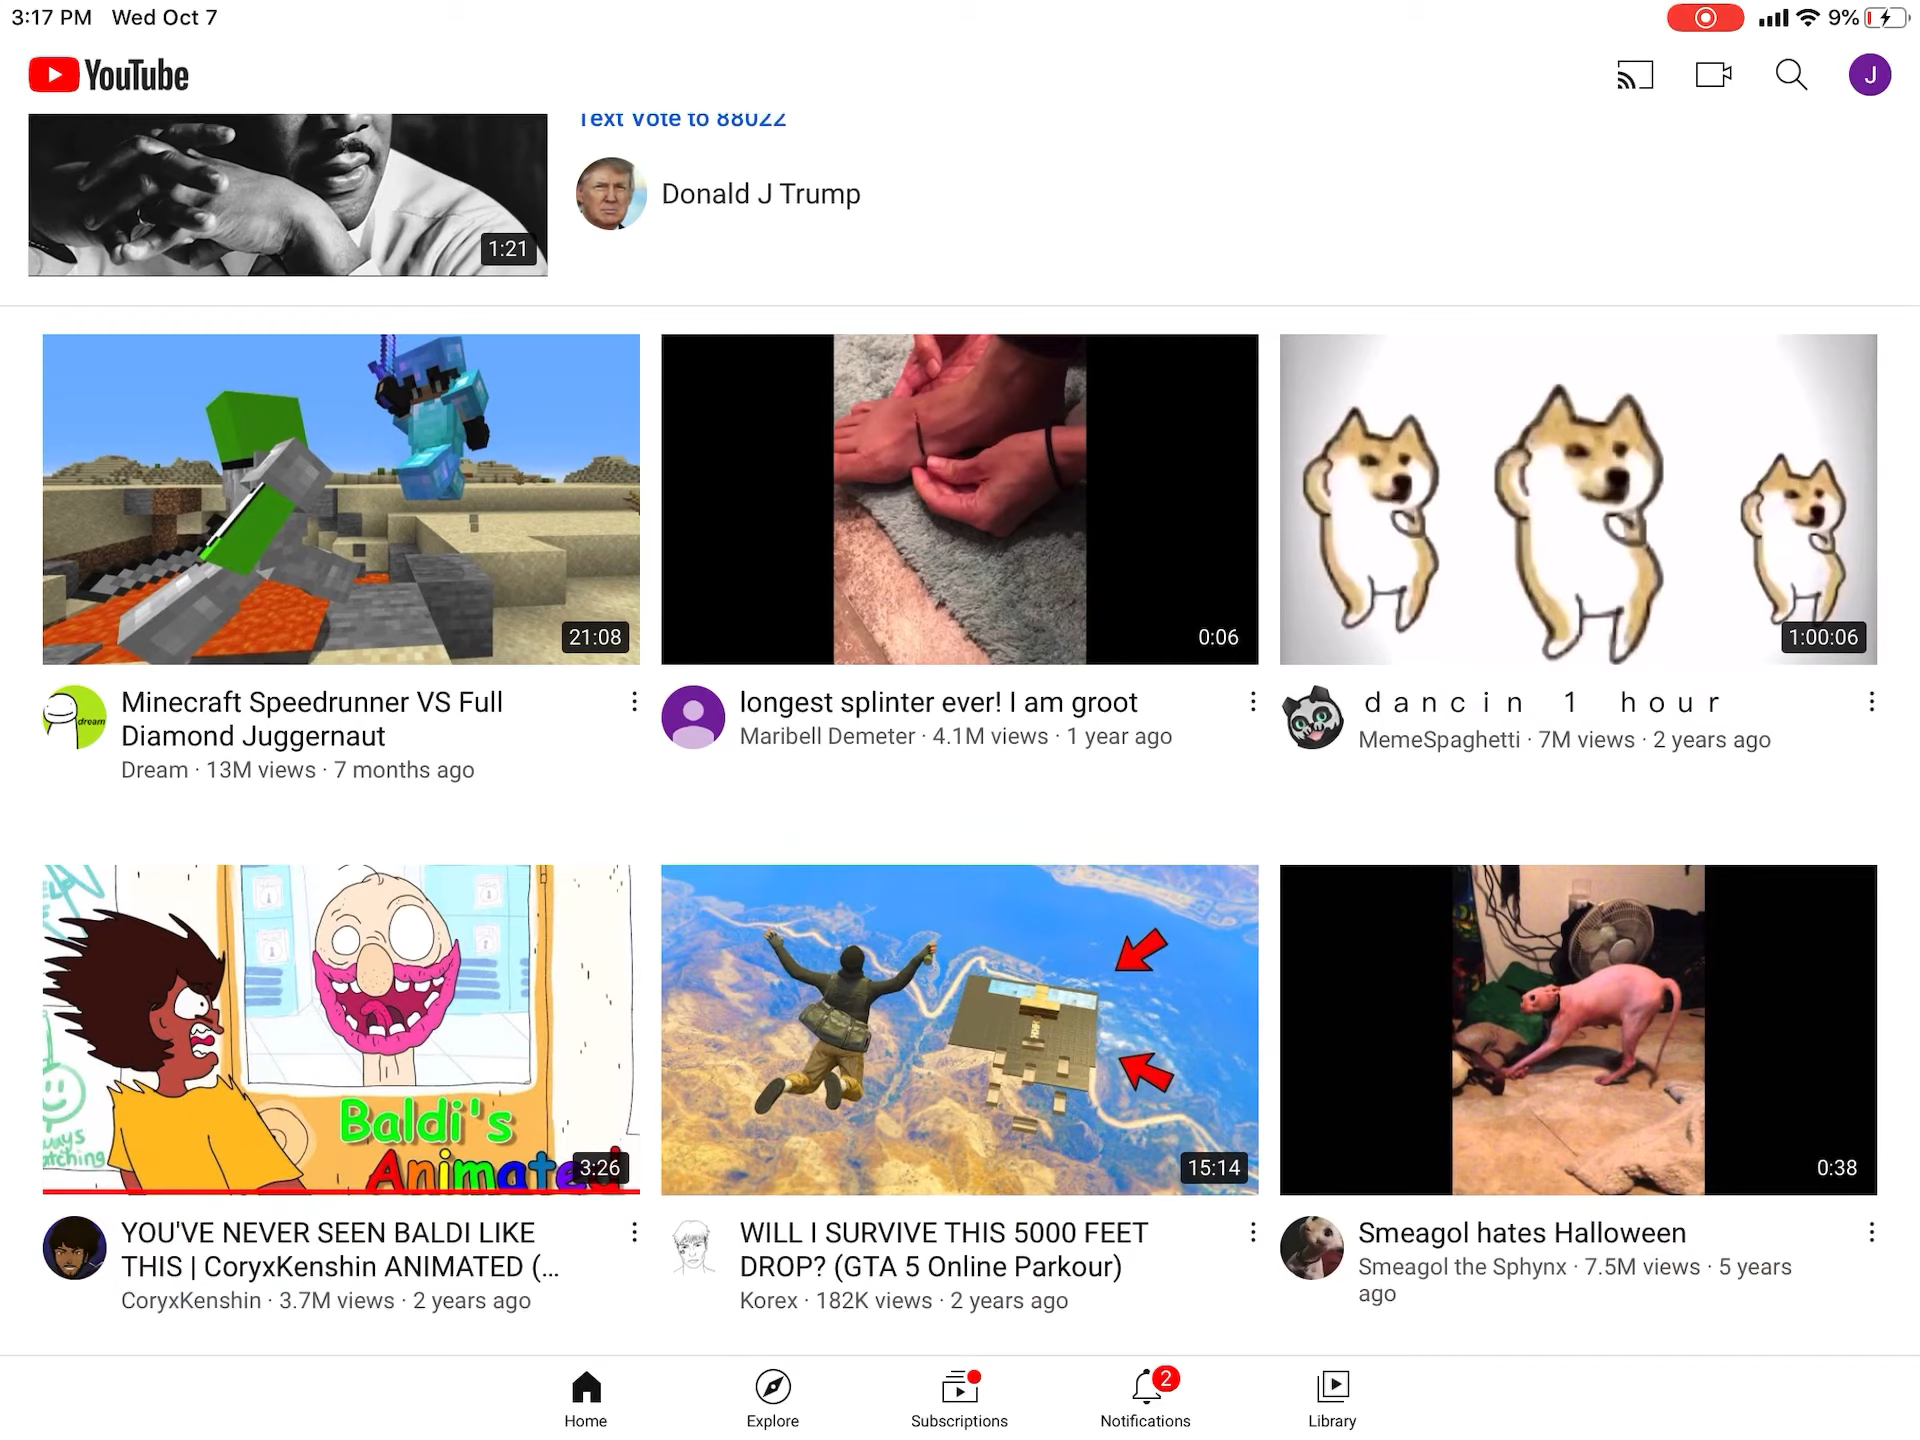 3:17 PM Wed Oct 7
9%
YouTube
J
Text Vote to 88022
Donald J Trump
1:21
21:08
0:06
1:00:06
Minecraft Speedrunner VS Full
Diamond Juggernaut
Dream · 13M views · 7 months ago
dream
longest splinter ever! I am groot
Maribell Demeter · 4.1M views · 1 year ago
dancin 1 hour
MemeSpaghetti · 7M views · 2 years ago
Baldi's
Animated
3:26
15:14
0:38
YOU'VE NEVER SEEN BALDI LIKE
THIS | CoryxKenshin ANIMATED (...
CoryxKenshin · 3.7M views · 2 years ago
WILL I SURVIVE THIS 5000 FEET
DROP? (GTA 5 Online Parkour)
Korex · 182K views · 2 years ago
Smeagol hates Halloween
Smeagol the Sphynx · 7.5M views · 5 years
ago
Home
Explore
Subscriptions
2
Notifications
Library